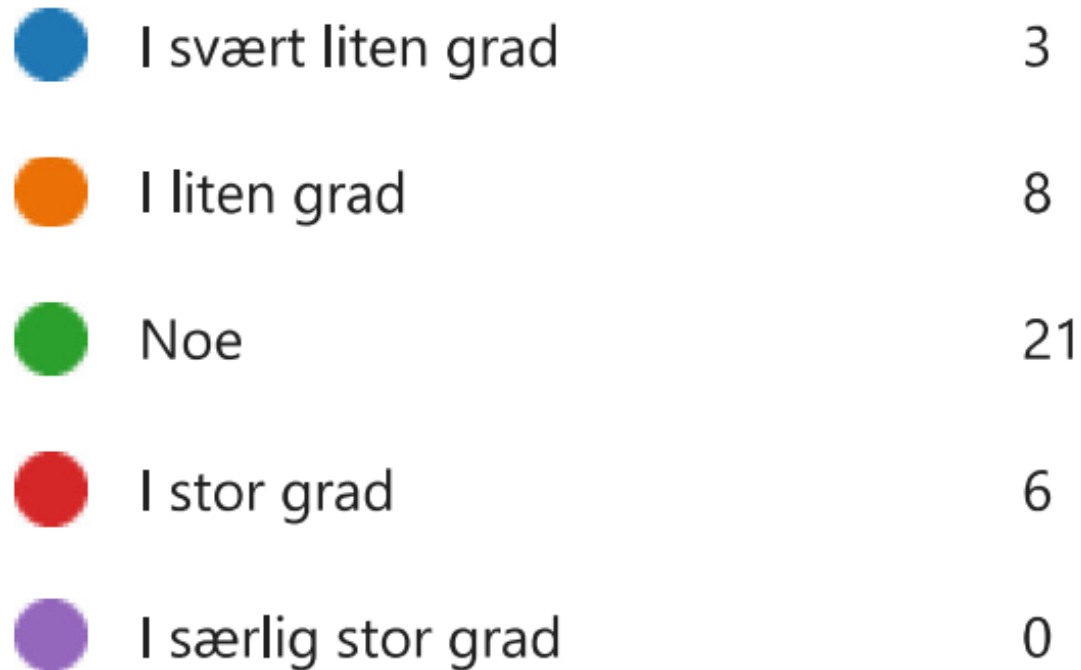 I svært liten grad 3
I liten grad 8
Noe 21
I stor grad 6
I særlig stor grad 0